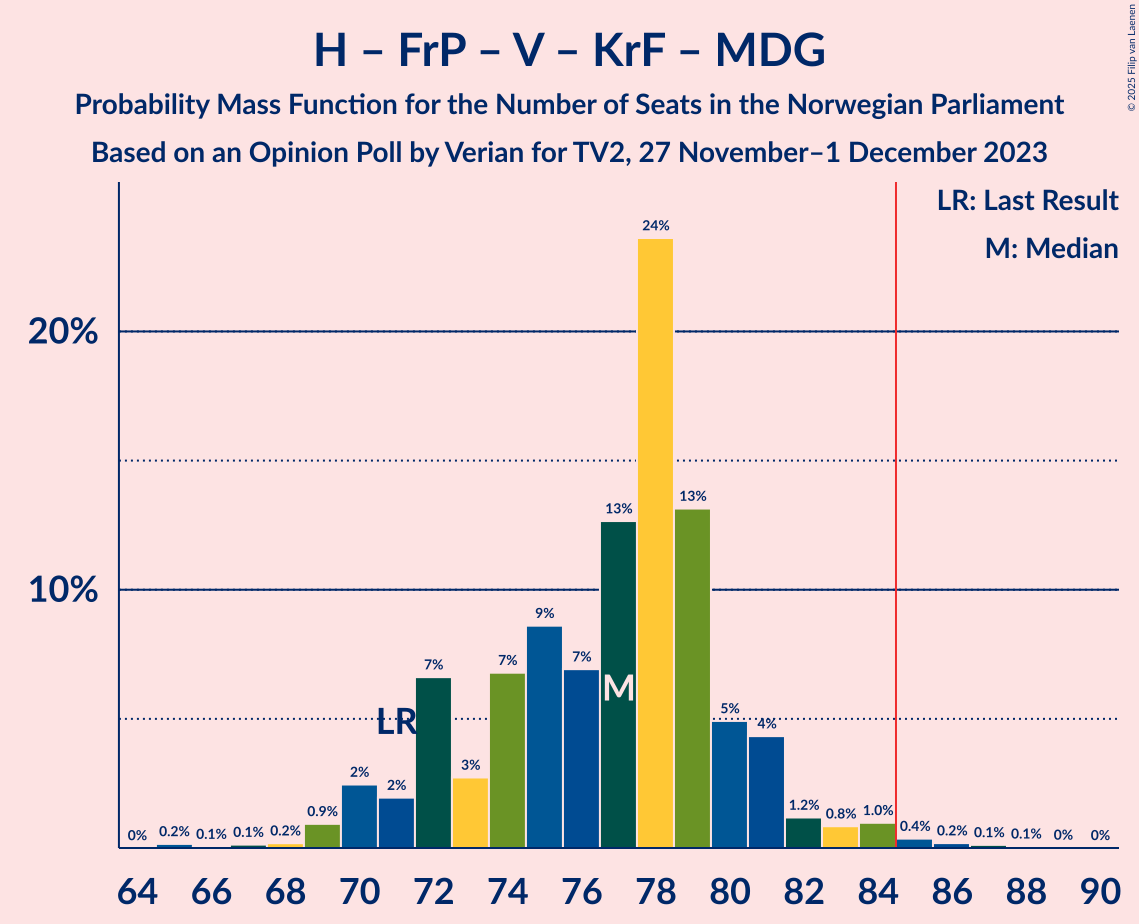 H – FrP – V – KrF – MDG
Probability Mass Function for the Number of Seats in the Norwegian Parliament
Based on an Opinion Poll by Verian for TV2, 27 November–1 December 2023
© 2025 Filip van Laenen
LR: Last Result
M: Median
20%
10%
0% 0.2% 0.1% 0.1% 0.2% 0.9% 2% 2% 7% 3% 7% 9% 7% 13% 24% 13% 5% 4% 1.2% 0.8% 1.0% 0.4% 0.2% 0.1% 0.1% 0% 0%
LR
M
64 66 68 70 72 74 76 78 80 82 84 86 88 90